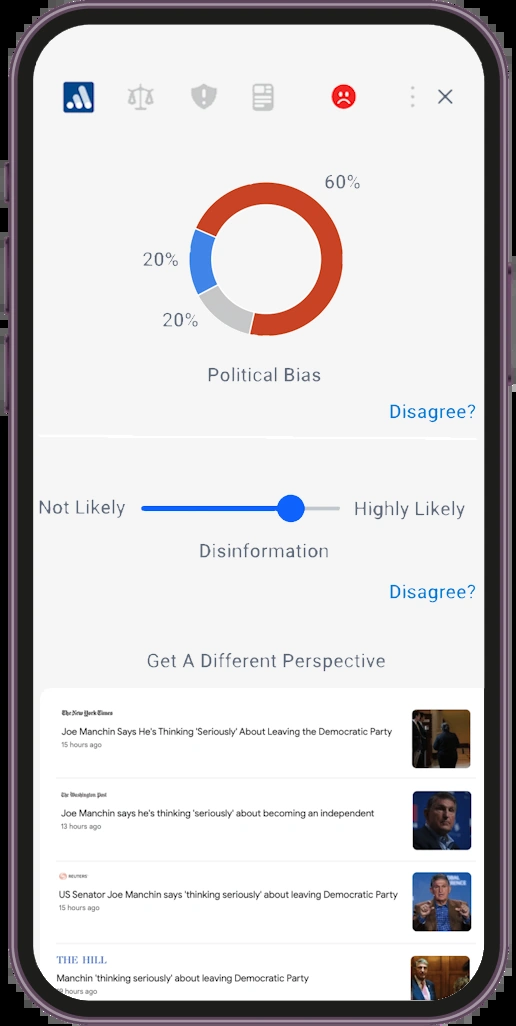 60%
20%
20%
Political Bias
Disagree?
Not Likely
Highly Likely
Disinformation
Disagree?
Get A Different Perspective
The New York Times
Joe Manchin Says He's Thinking 'Seriously' About Leaving the Democratic Party
15 hours ago
The Washington Post
Joe Manchin says he's thinking 'seriously' about becoming an independent
13 hours ago
REUTERS
US Senator Joe Manchin says 'thinking seriously' about leaving Democratic Party
15 hours ago
THE HILL
Manchin 'thinking seriously' about leaving Democratic Party
hours ago